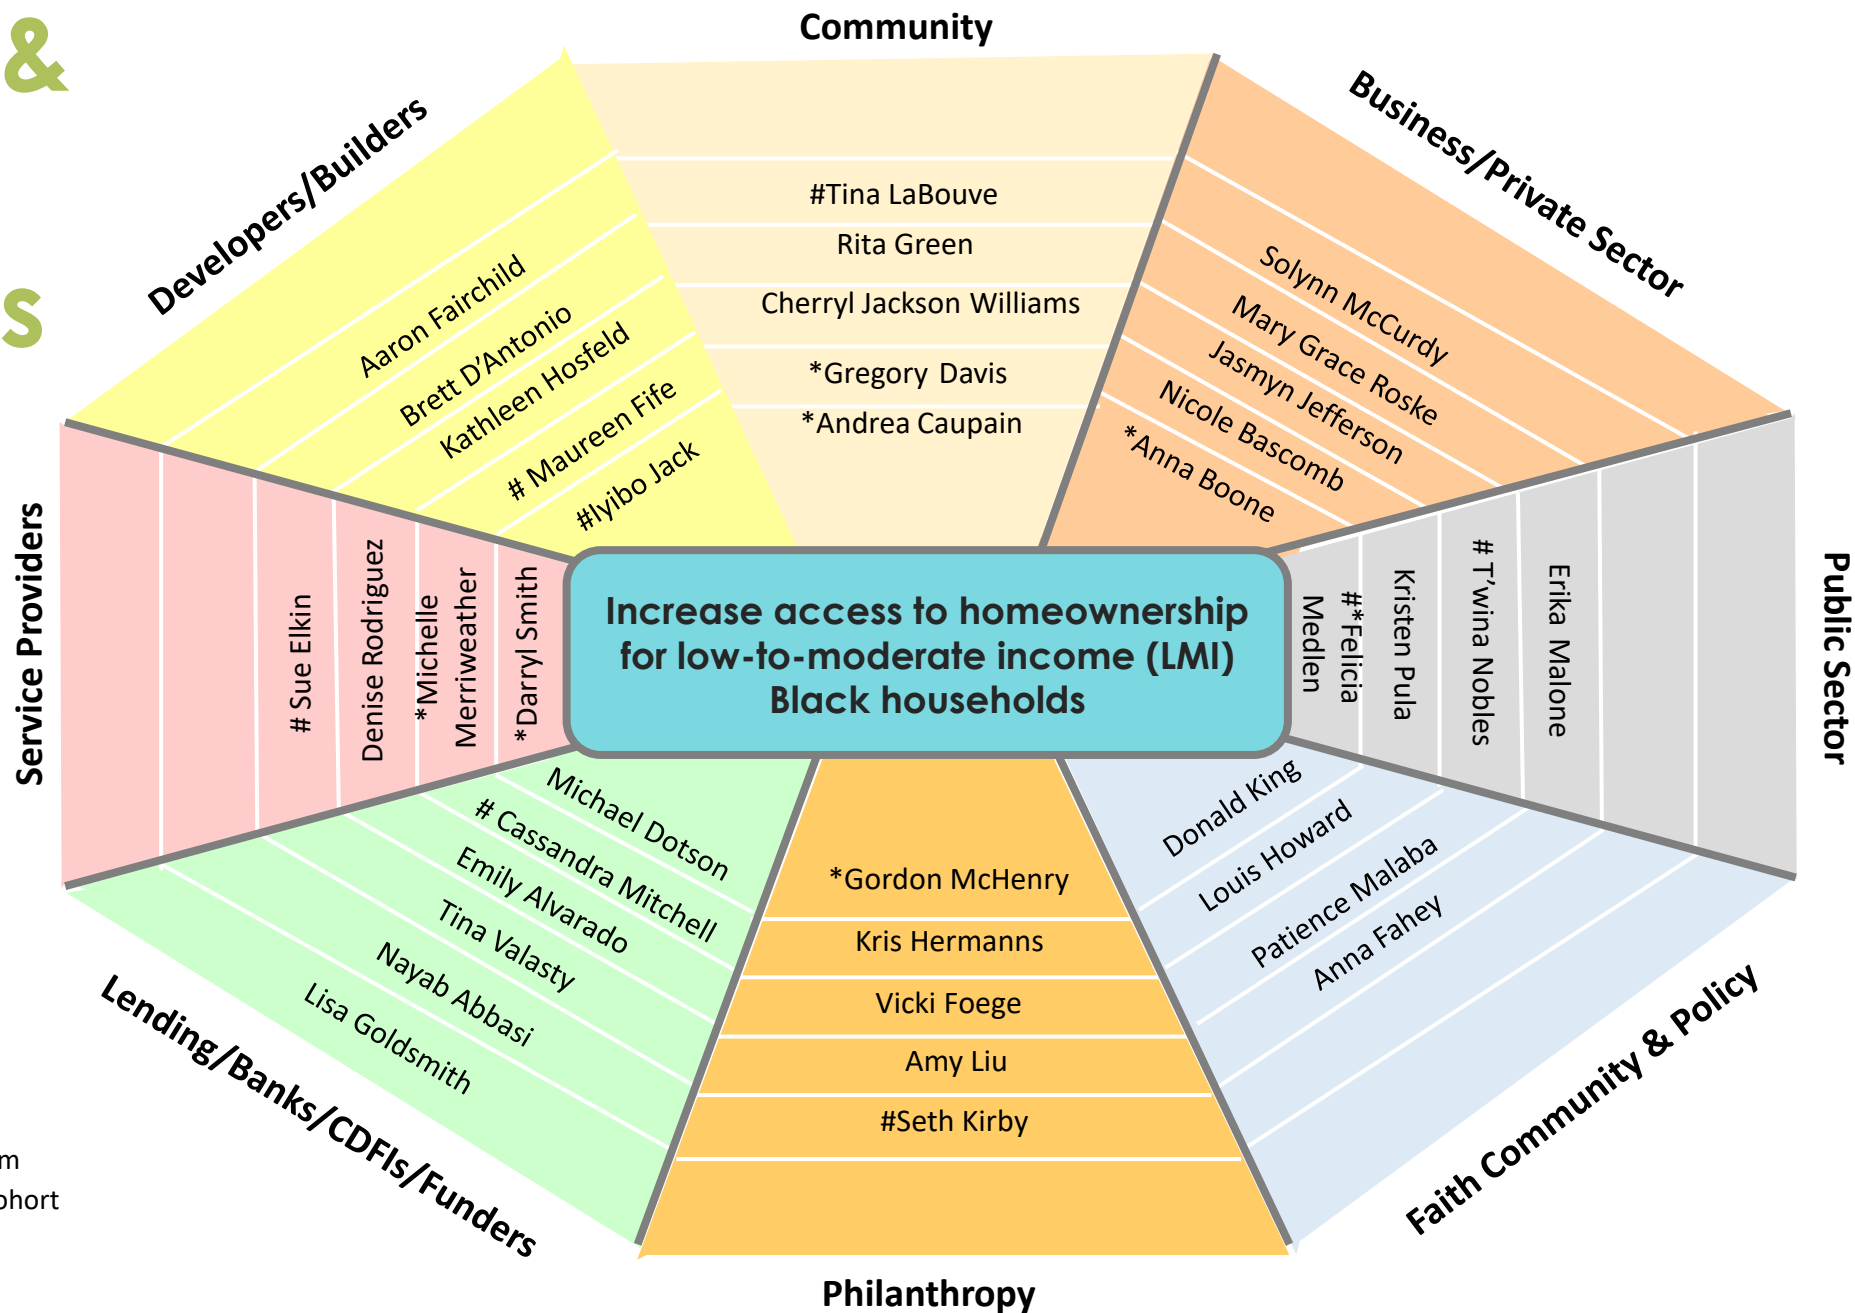 &
s
Community
#Tina LaBouve
Rita Green
Cherryl Jackson Williams
*Gregory Davis
*Andrea Caupain
Business/Private Sector
Solynn McCurdy
Mary Grace Roske
Jasmyn Jefferson
Nicole Bascomb
*Anna Boone
Public Sector
Erika Malone
# T’wina Nobles
Kristen Pula
#*Felicia
Medlen
Faith Community & Policy
Donald King
Louis Howard
Patience Malaba
Anna Fahey
Philanthropy
*Gordon McHenry
Kris Hermanns
Vicki Foege
Amy Liu
#Seth Kirby
Lending/Banks/CDFIs/Funders
Michael Dotson
# Cassandra Mitchell
Emily Alvarado
Tina Valasty
Nayab Abbasi
Lisa Goldsmith
Service Providers
# Sue Elkin
Denise Rodriguez
*Michelle
Merriweather
*Darryl Smith
Developers/Builders
Aaron Fairchild
Brett D’Antonio
Kathleen Hosfeld
# Maureen Fife
#Iyibo Jack
Increase access to homeownership
for low-to-moderate income (LMI)
Black households